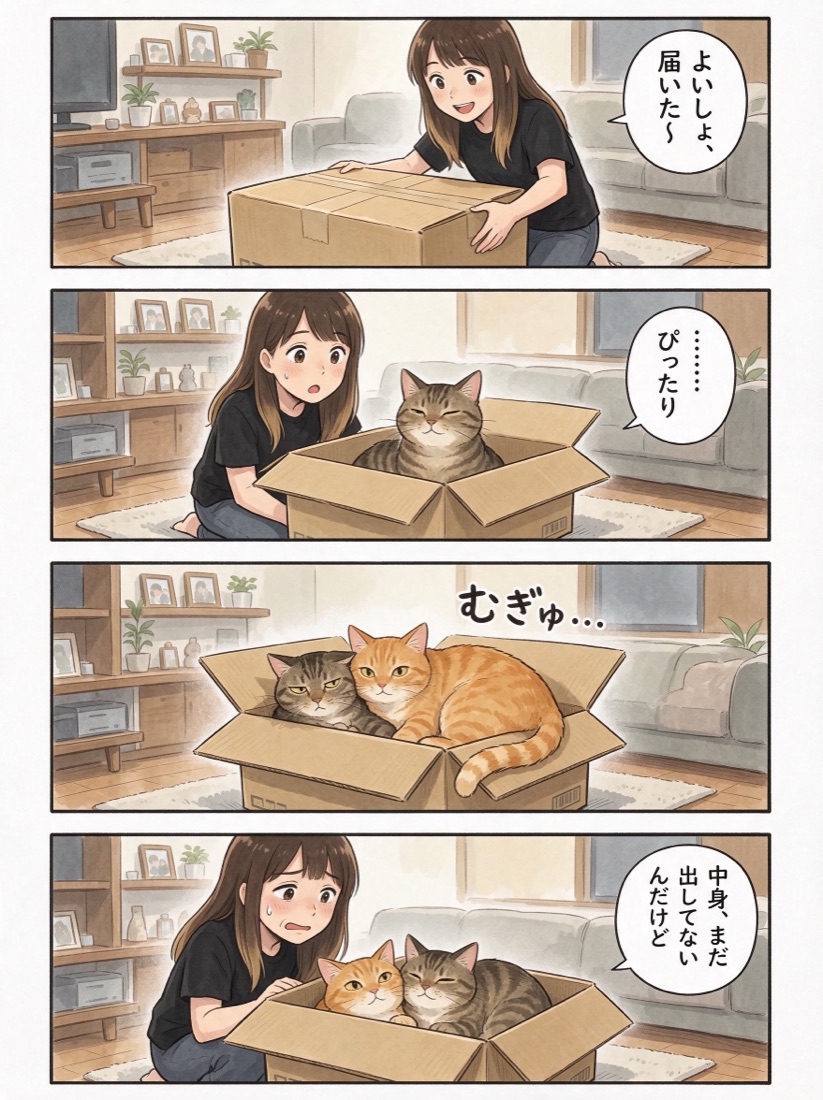 よいしょ、
届いた〜
………
ぴったり
むぎゅ…
中身、まだ
出してない
んだけど